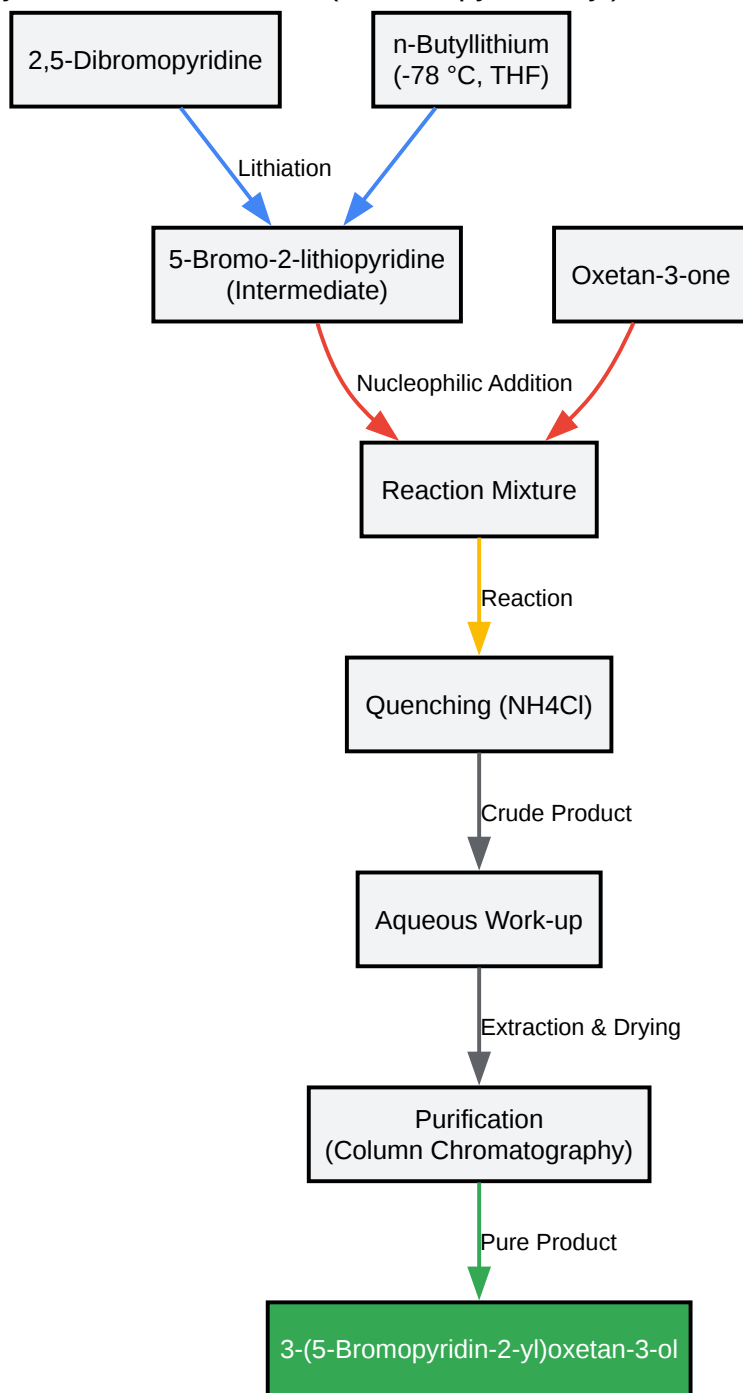 2,5-Dibromopyridine
n-Butyllithium
(-78 °C, THF)
Lithiation
5-Bromo-2-lithiopyridine
(Intermediate)
Oxetan-3-one
Nucleophilic Addition
Reaction Mixture
Reaction
Quenching (NH4Cl)
Crude Product
Aqueous Work-up
Extraction & Drying
Purification
(Column Chromatography)
Pure Product
3-(5-Bromopyridin-2-yl)oxetan-3-ol